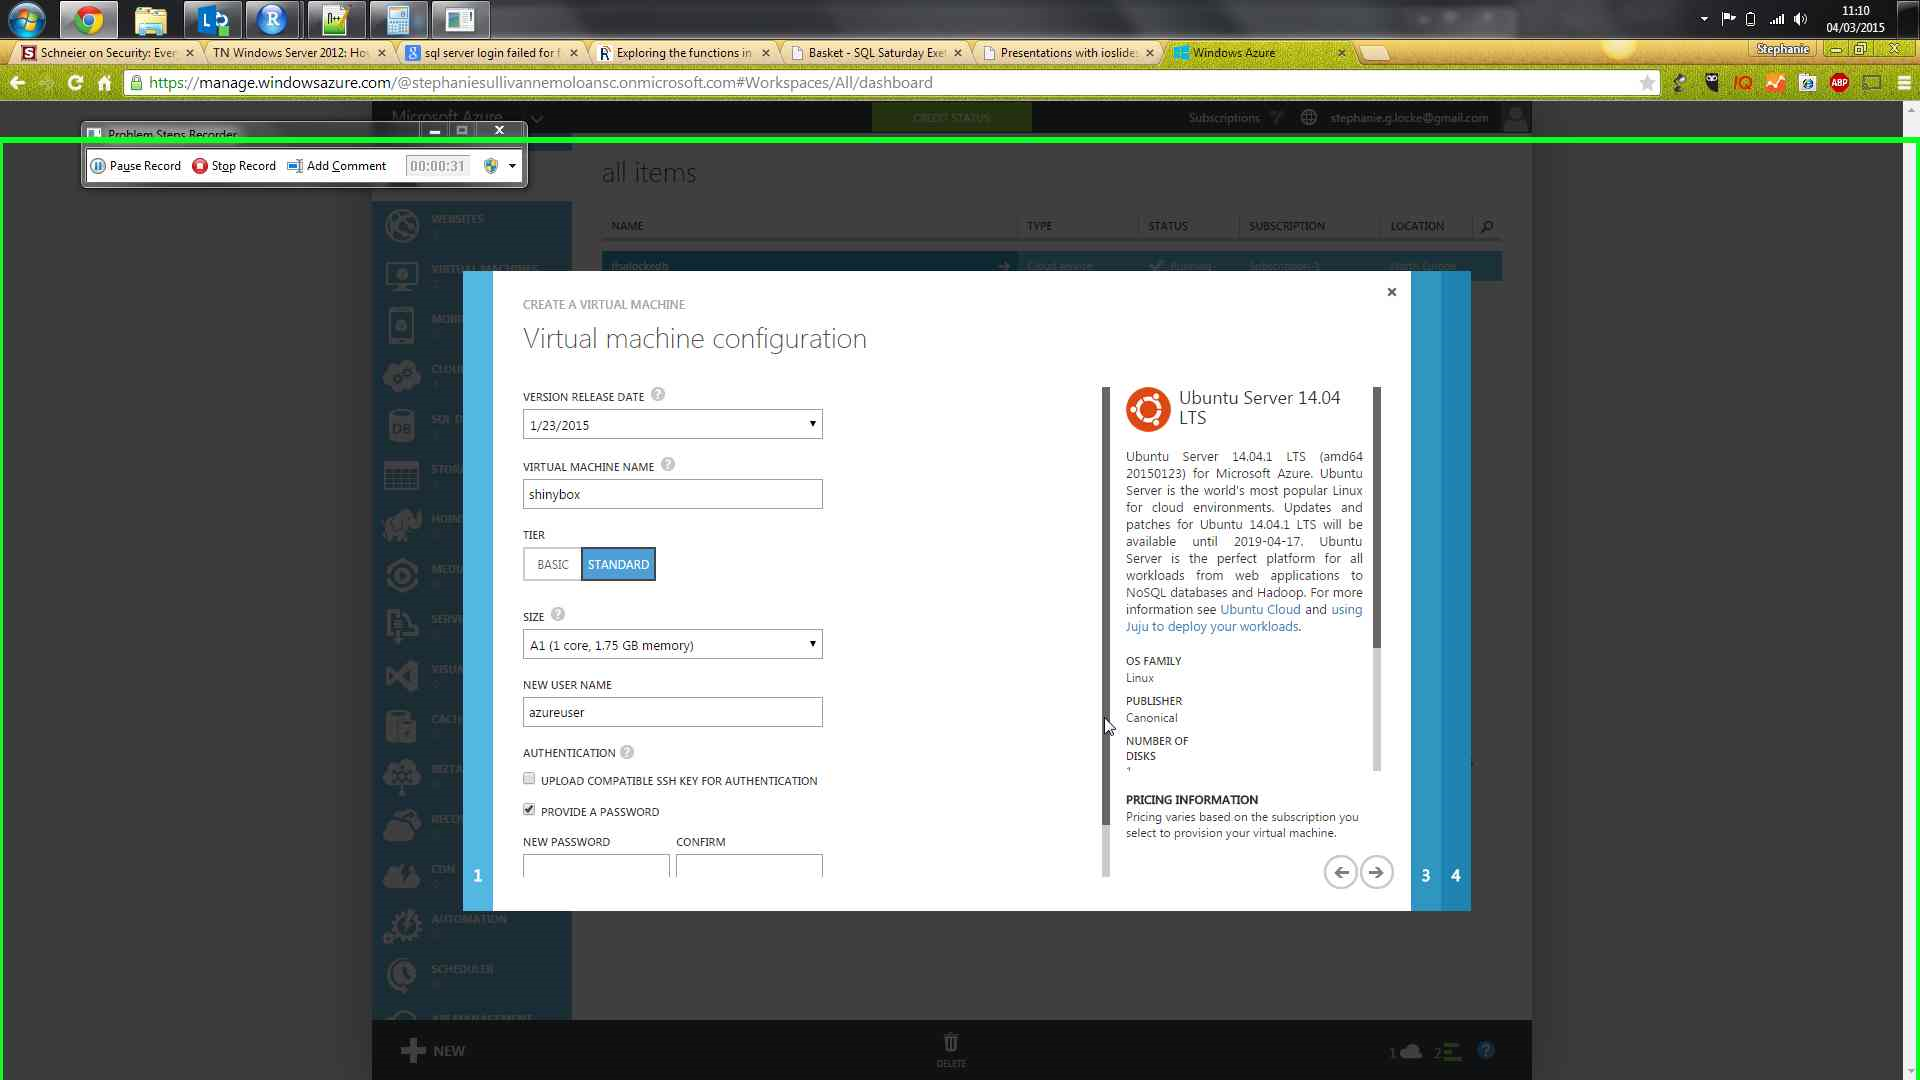 11:10
04/03/2015
Schneier on Security: Ever
TN Windows Server 2012: Ho
sql server login failed for
Exploring the functions in
Basket - SQL Saturday Exet
Presentations with ioslide
Windows Azure
Stephanie
https://manage.windowsazure.com/@stephaniesullivannemoloansc.onmicrosoft.com#Workspaces/All/dashboard
Microsoft Azure
CREDIT STATUS
Subscriptions
stephanie.g.locke@gmail.com
Problem Steps Recorder
Pause Record
Stop Record
Add Comment
00:00:31
all items
NAME
TYPE
STATUS
SUBSCRIPTION
LOCATION
Cloud service
Running
North Europe
WEBSITES
VIRTUAL MACHINES
AUTOMATION
SCHEDULER
API MANAGEMENT
CREATE A VIRTUAL MACHINE
Virtual machine configuration
VERSION RELEASE DATE
1/23/2015
VIRTUAL MACHINE NAME
shinybox
TIER
BASIC
STANDARD
SIZE
A1 (1 core, 1.75 GB memory)
NEW USER NAME
azureuser
AUTHENTICATION
UPLOAD COMPATIBLE SSH KEY FOR AUTHENTICATION
PROVIDE A PASSWORD
NEW PASSWORD
CONFIRM
Ubuntu Server 14.04
LTS
Ubuntu Server 14.04.1 LTS (amd64
20150123) for Microsoft Azure. Ubuntu
Server is the world's most popular Linux
for cloud environments. Updates and
patches for Ubuntu 14.04.1 LTS will be
available until 2019-04-17. Ubuntu
Server is the perfect platform for all
workloads from web applications to
NoSQL databases and Hadoop. For more
information see Ubuntu Cloud and using
Juju to deploy your workloads.
OS FAMILY
Linux
PUBLISHER
Canonical
NUMBER OF
DISKS
PRICING INFORMATION
Pricing varies based on the subscription you
select to provision your virtual machine.
1
3
4
NEW
DELETE
1
2